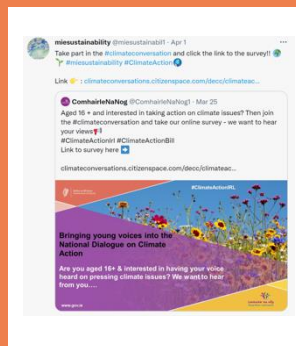 miesustainability @miesustainabil1 · Apr 1
Take part in the #climateconversation and click the link to the survey!!
#miesustainability #ClimateAction
Link : climateconversations.citizenspace.com/decc/climateac...
ComhairleNaNog @ComhairleNaNog1 · Mar 25
Aged 16 + and interested in taking action on climate issues? Then join
the #climateconversation and take our online survey - we want to hear
your views
#ClimateActionIrl #ClimateActionBill
Link to survey here
climateconversations.citizenspace.com/decc/climateac...
#ClimateActionIRL
Bringing young voices into the
National Dialogue on Climate
Action
Are you aged 16+ & interested in having your voice
heard on pressing climate issues? We want to hear
from you....
www.gov.ie